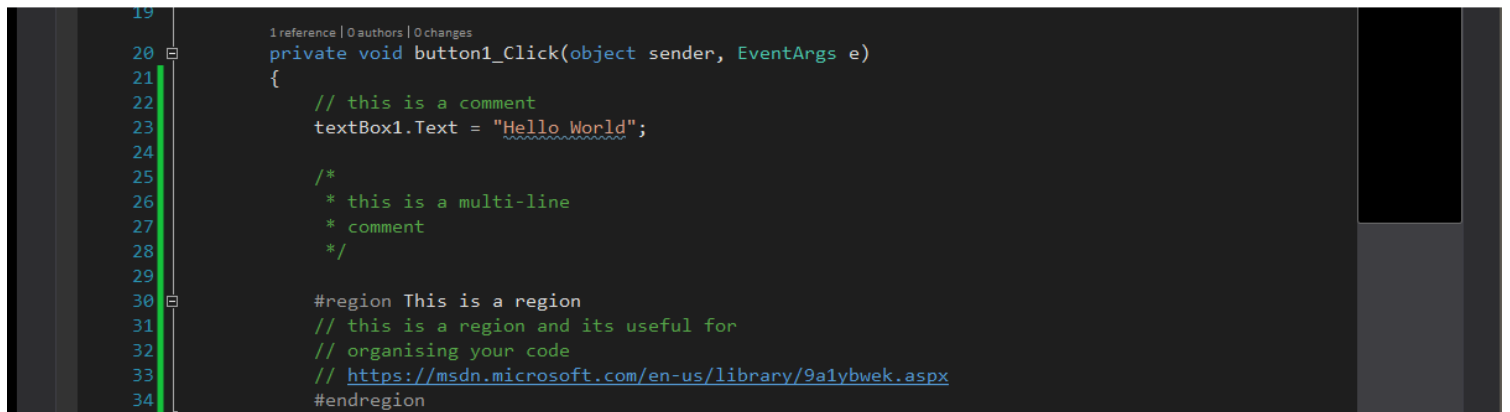 19
1 reference | 0 authors | 0 changes
20 private void button1_Click(object sender, EventArgs e)
21 {
22 // this is a comment
23 textBox1.Text = "Hello World";
24
25 /*
26 * this is a multi-line
27 * comment
28 */
29
30 #region This is a region
31 // this is a region and its useful for
32 // organising your code
33 // https://msdn.microsoft.com/en-us/library/9a1ybwek.aspx
34 #endregion